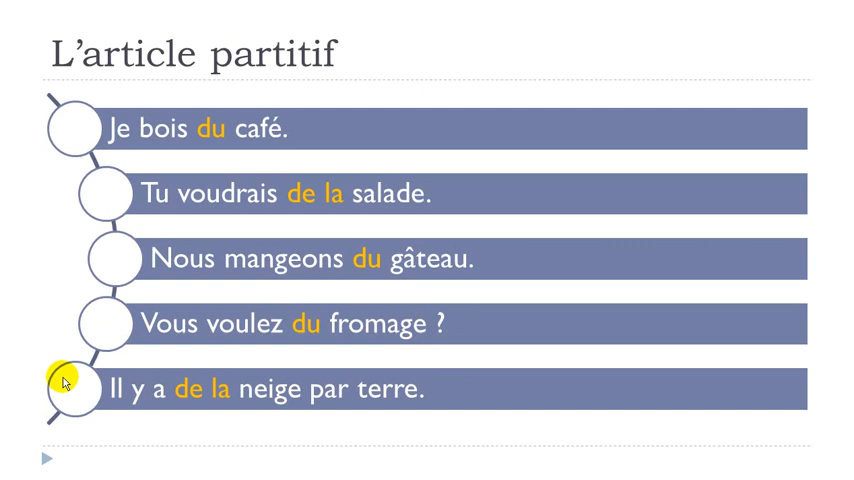 L’article partitif
Je bois du café.
Tu voudrais de la salade.
Nous mangeons du gâteau.
Vous voulez du fromage ?
Il y a de la neige par terre.